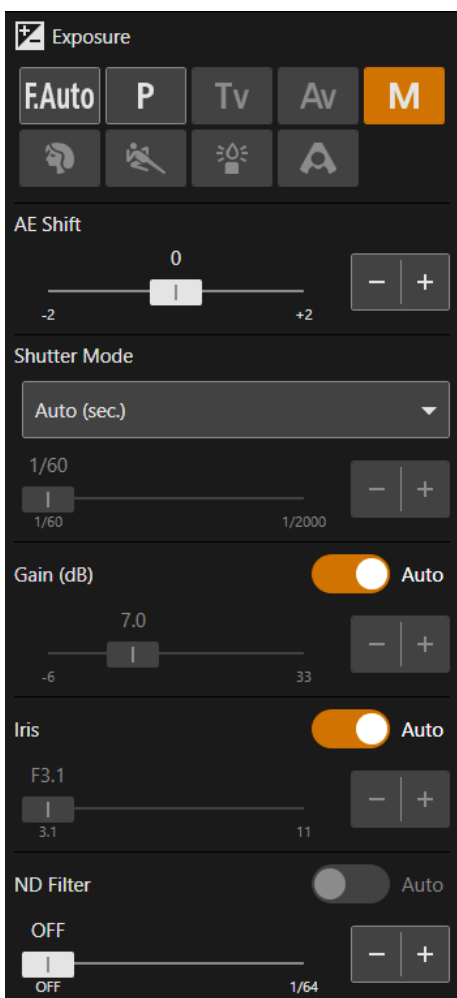 Exposure
F.Auto P Tv Av M
AE Shift
0
− +
-2 +2
Shutter Mode
Auto (sec.)
1/60
− +
1/60 1/2000
Gain (dB) Auto
7.0
− +
-6 33
Iris Auto
F3.1
− +
3.1 11
ND Filter Auto
OFF
− +
OFF 1/64